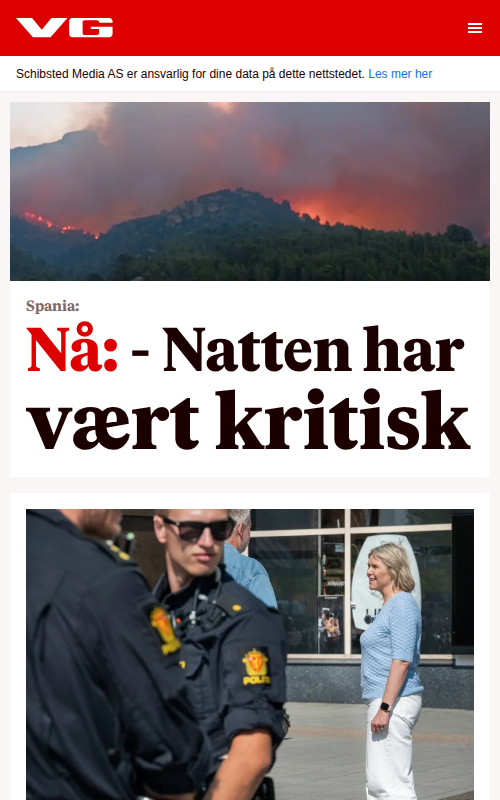 VG
Schibsted Media AS er ansvarlig for dine data på dette nettstedet. Les mer her
Spania:
Nå: - Natten har
vært kritisk
POLITI